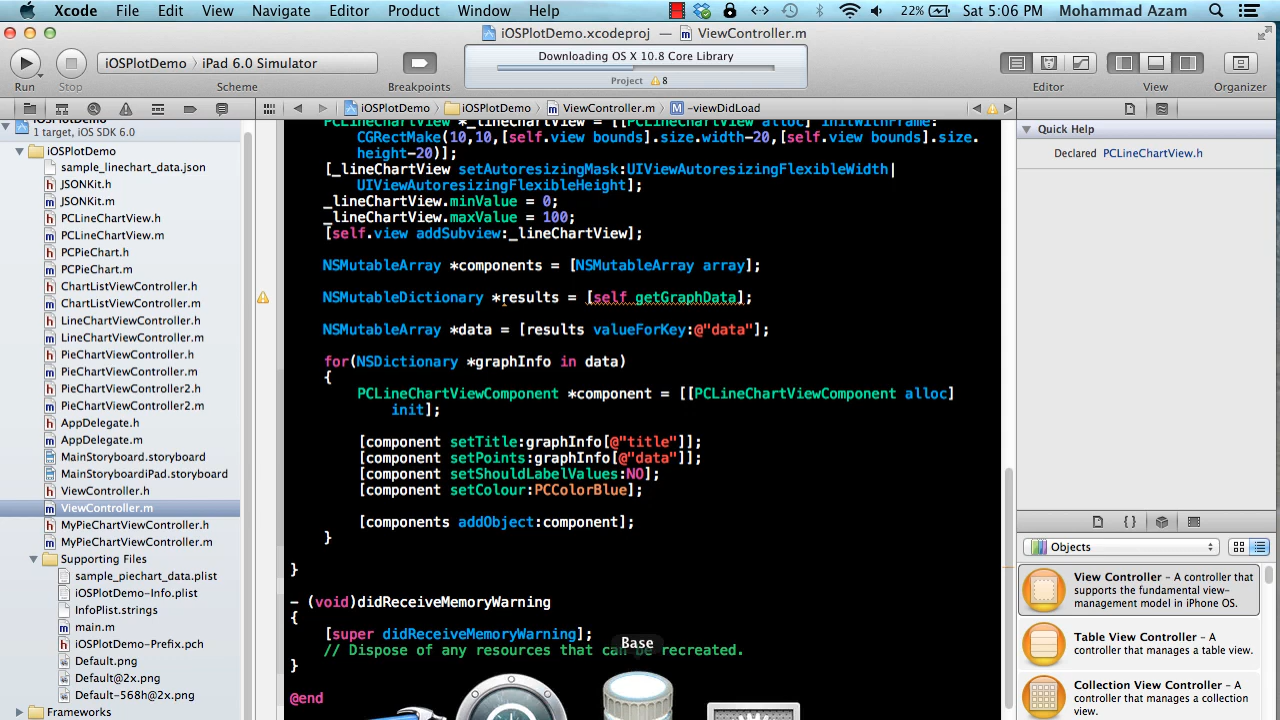 Xcode File Edit View Navigate Editor Product Window Help 22% Sat 5:06 PM Mohammad Azam
iOSPlotDemo.xcodeproj — ViewController.m
iOSPlotDemo iPad 6.0 Simulator
Downloading OS X 10.8 Core Library
Project 8
Run Stop Scheme Breakpoints Editor View Organizer
iOSPlotDemo iOSPlotDemo ViewController.m -viewDidLoad
iOSPlotDemo
1 target, iOS SDK 6.0
iOSPlotDemo
sample_linechart_data.json
JSONKit.h
JSONKit.m
PCLineChartView.h
PCLineChartView.m
PCPieChart.h
PCPieChart.m
ChartListViewController.h
ChartListViewController.m
LineChartViewController.h
LineChartViewController.m
PieChartViewController.h
PieChartViewController.m
PieChartViewController2.h
PieChartViewController2.m
AppDelegate.h
AppDelegate.m
MainStoryboard.storyboard
MainStoryboardiPad.storyboard
ViewController.h
ViewController.m
MyPieChartViewController.h
MyPieChartViewController.m
Supporting Files
sample_piechart_data.plist
iOSPlotDemo-Info.plist
InfoPlist.strings
main.m
iOSPlotDemo-Prefix.pch
Default.png
Default@2x.png
Default-568h@2x.png
Frameworks
PCLineChartView *_lineChartView = [[PCLineChartView alloc] initWithFrame:
CGRectMake(10,10,[self.view bounds].size.width-20,[self.view bounds].size.
height-20)];
[_lineChartView setAutoresizingMask:UIViewAutoresizingFlexibleWidth|
UIViewAutoresizingFlexibleHeight];
_lineChartView.minValue = 0;
_lineChartView.maxValue = 100;
[self.view addSubview:_lineChartView];
NSMutableArray *components = [NSMutableArray array];
NSMutableDictionary *results = [self getGraphData];
NSMutableArray *data = [results valueForKey:@"data"];
for(NSDictionary *graphInfo in data)
{
PCLineChartViewComponent *component = [[PCLineChartViewComponent alloc]
init];
[component setTitle:graphInfo[@"title"]];
[component setPoints:graphInfo[@"data"]];
[component setShouldLabelValues:NO];
[component setColour:PCColorBlue];
[components addObject:component];
}
}
- (void)didReceiveMemoryWarning
{
[super didReceiveMemoryWarning];
// Dispose of any resources that can be recreated.
}
@end
Base
Quick Help
Declared PCLineChartView.h
Objects
View Controller - A controller that
supports the fundamental view-
management model in iPhone OS.
Table View Controller - A
controller that manages a table view.
Collection View Controller - A
controller that manages a collection
view.